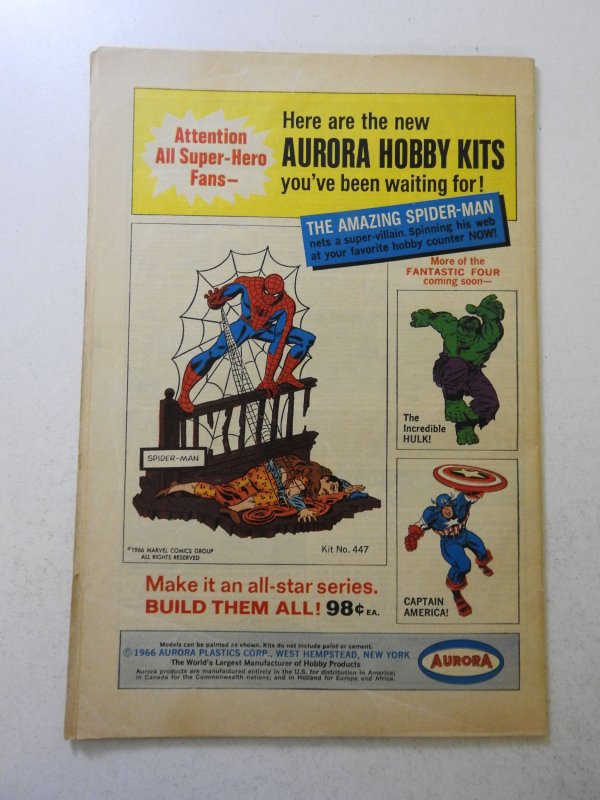 Attention
All Super-Hero
Fans—
Here are the new
AURORA HOBBY KITS
you've been waiting for!
THE AMAZING SPIDER-MAN
nets a super-villain. Spinning his web
at your favorite hobby counter NOW!
More of the
FANTASTIC FOUR
coming soon—
The
Incredible
HULK!
SPIDER-MAN
©1966 MARVEL COMICS GROUP
ALL RIGHTS RESERVED
Kit No. 447
CAPTAIN
AMERICA!
Make it an all-star series.
BUILD THEM ALL! 98¢ EA.
Models can be painted as shown. Kits do not include paint or cement.
© 1966 AURORA PLASTICS CORP., WEST HEMPSTEAD, NEW YORK
The World's Largest Manufacturer of Hobby Products
Aurora products are manufactured entirely in the U.S. for distribution in America;
in Canada for the Commonwealth nations; and in Holland for Europe and Africa.
AURORA